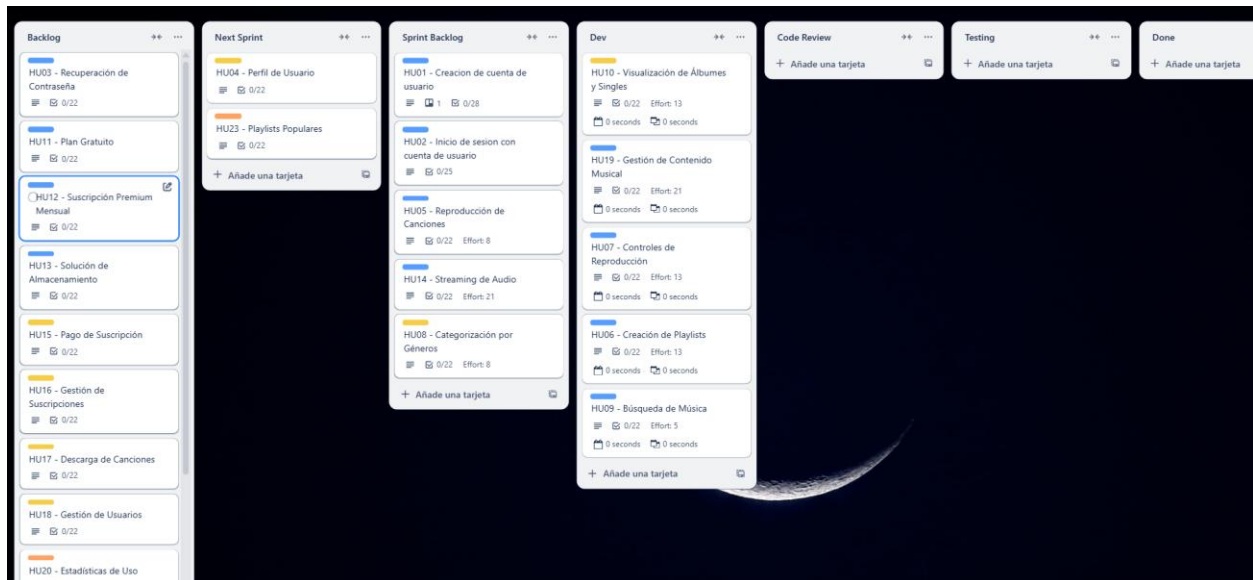 Backlog
HU03 - Recuperación de
Contraseña
0/22
HU11 - Plan Gratuito
0/22
HU12 - Suscripción Premium
Mensual
0/22
HU13 - Solución de
Almacenamiento
0/22
HU15 - Pago de Suscripción
0/22
HU16 - Gestión de
Suscripciones
0/22
HU17 - Descarga de Canciones
0/22
HU18 - Gestión de Usuarios
0/22
HU20 - Estadísticas de Uso
Next Sprint
HU04 - Perfil de Usuario
0/22
HU23 - Playlists Populares
0/22
+ Añade una tarjeta
Sprint Backlog
HU01 - Creacion de cuenta de
usuario
1 0/28
HU02 - Inicio de sesion con
cuenta de usuario
0/25
HU05 - Reproducción de
Canciones
0/22 Effort: 8
HU14 - Streaming de Audio
0/22 Effort: 21
HU08 - Categorización por
Géneros
0/22 Effort: 8
+ Añade una tarjeta
Dev
HU10 - Visualización de Álbumes
y Singles
0/22 Effort: 13
0 seconds 0 seconds
HU19 - Gestión de Contenido
Musical
0/22 Effort: 21
0 seconds 0 seconds
HU07 - Controles de
Reproducción
0/22 Effort: 13
0 seconds 0 seconds
HU06 - Creación de Playlists
0/22 Effort: 13
0 seconds 0 seconds
HU09 - Búsqueda de Música
0/22 Effort: 5
0 seconds 0 seconds
+ Añade una tarjeta
Code Review
+ Añade una tarjeta
Testing
+ Añade una tarjeta
Done
+ Añade una tarjeta